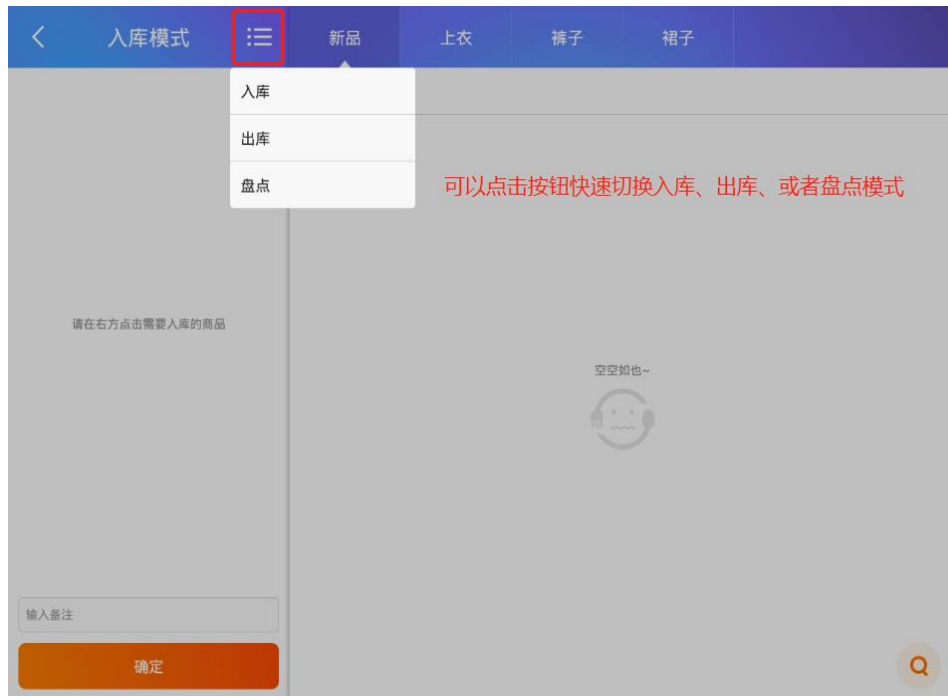 入库模式
新品
上衣
裤子
裙子
入库
出库
盘点
可以点击按钮快速切换入库、出库、或者盘点模式
请在右方点击需要入库的商品
空空如也~
输入备注
确定